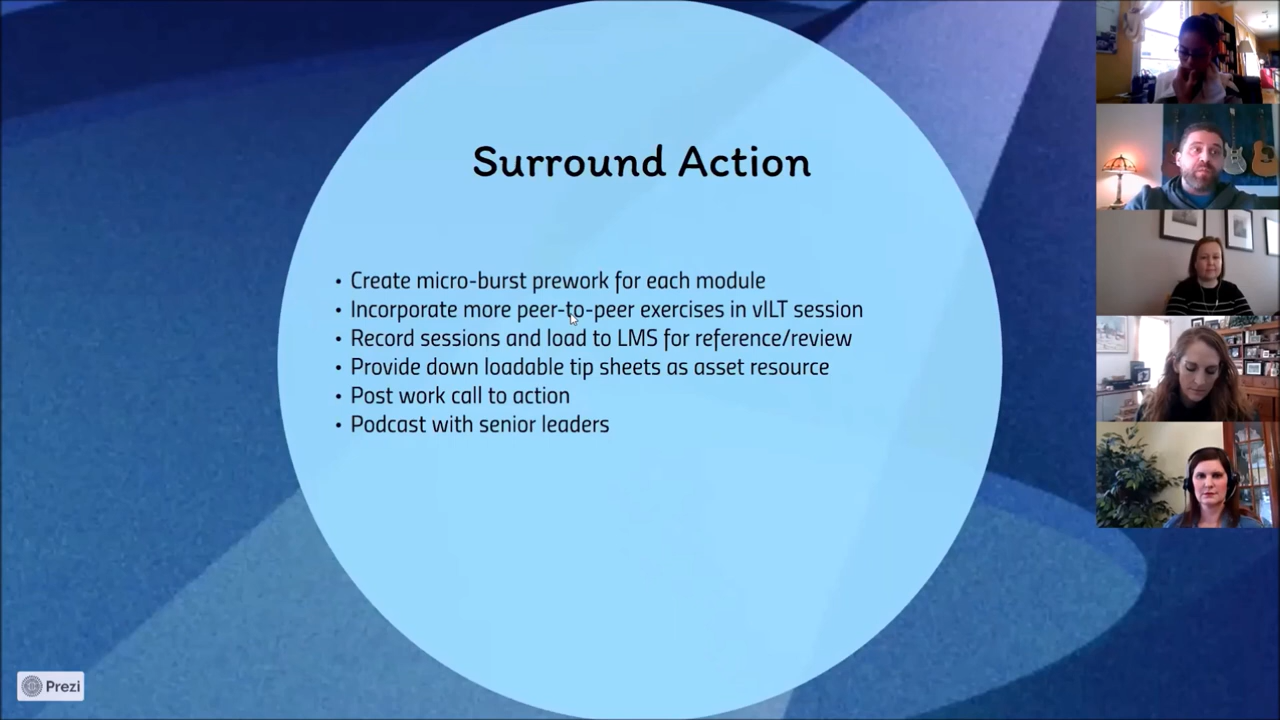 Surround Action
• Create micro-burst prework for each module
• Incorporate more peer-to-peer exercises in vILT session
• Record sessions and load to LMS for reference/review
• Provide down loadable tip sheets as asset resource
• Post work call to action
• Podcast with senior leaders
Prezi